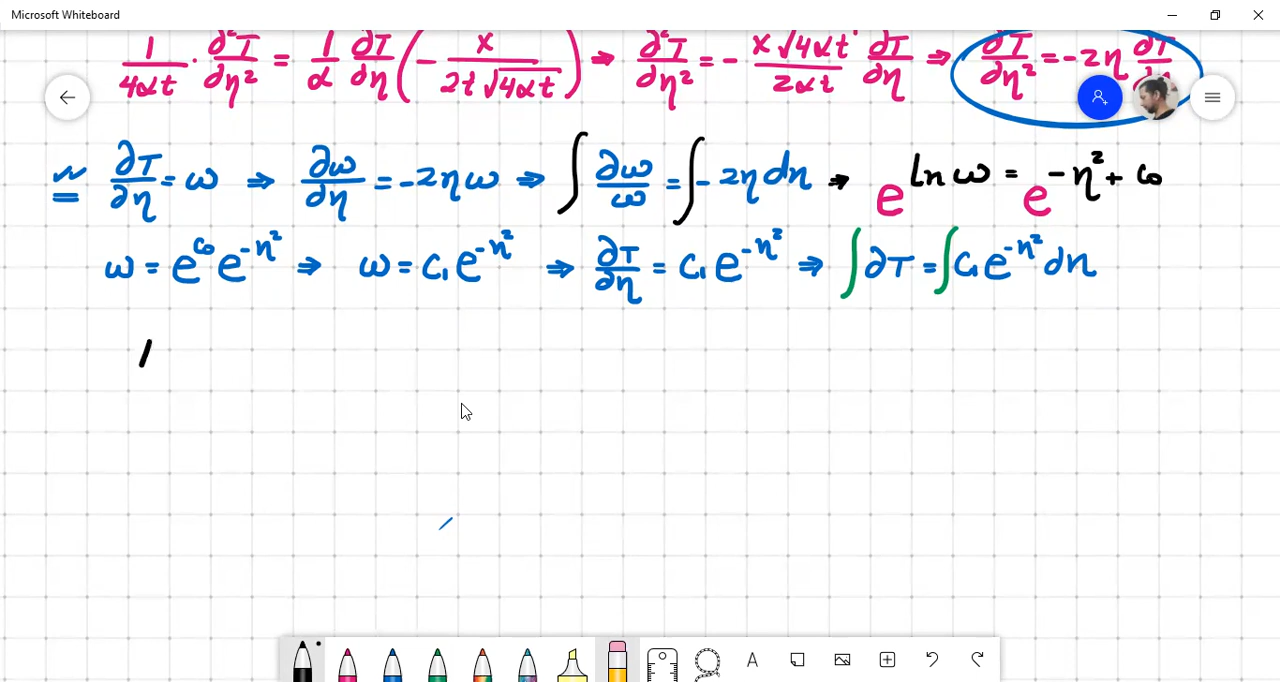 Microsoft Whiteboard
1/4αt · ∂²T/∂η² = 1/α ∂T/∂η (- x/2t√4αt) ⇒ ∂²T/∂η² = - x√4αt/2αt ∂T/∂η ⇒ ∂²T/∂η² = -2η ∂T/∂η
∂T/∂η = ω ⇒ ∂ω/∂η = -2ηω ⇒ ∫ ∂ω/ω = ∫ -2η dη → e^{ln ω} = e^{-η² + c₀}
ω = e^{c₀} e^{-η²} ⇒ ω = c₁ e^{-η²} ⇒ ∂T/∂η = c₁ e^{-η²} ⇒ ∫ ∂T = ∫ c₁ e^{-η²} dη